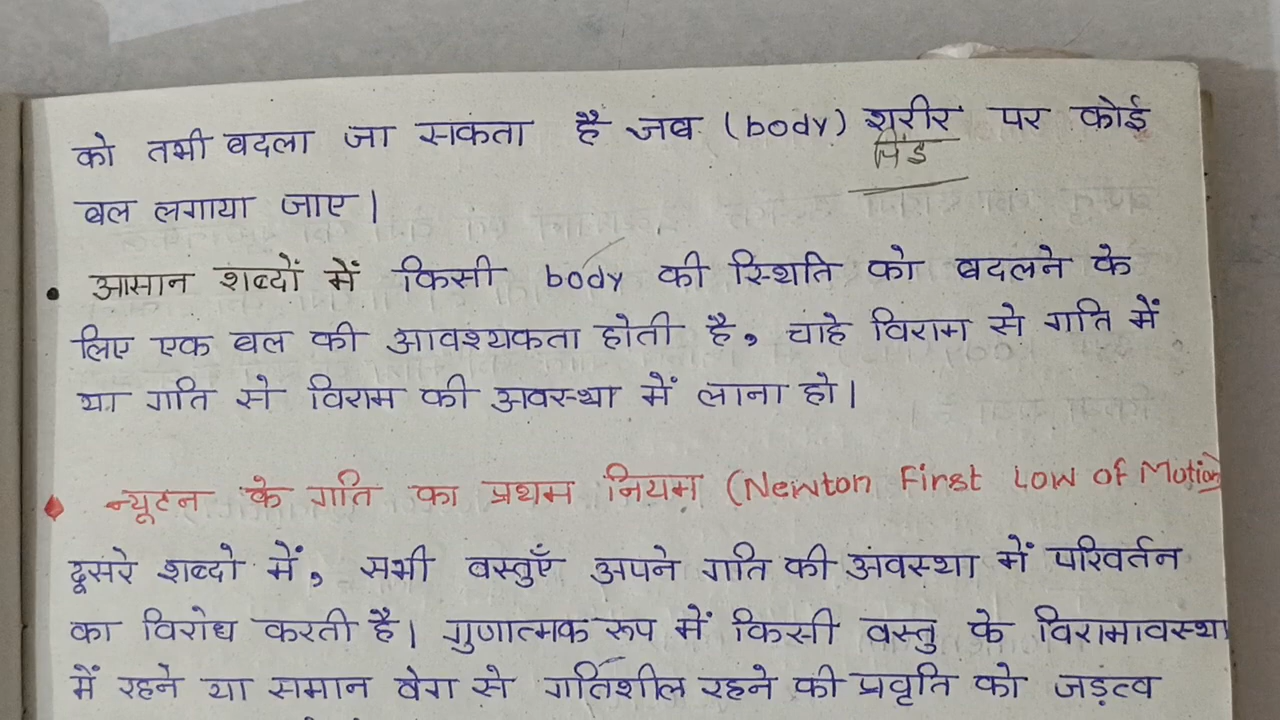 को तभी बदला जा सकता है जब (body) शरीर पर कोई
पिंड
बल लगाया जाए।
• आसान शब्दों में किसी body की स्थिति को बदलने के
लिए एक बल की आवश्यकता होती है, चाहे विराम से गति में
या गति से विराम की अवस्था में लाना हो।
♦ न्यूटन के गति का प्रथम नियम (Newton First Low of Motion)
दूसरे शब्दो में, सभी वस्तुएँ अपने गति की अवस्था में परिवर्तन
का विरोध करती है। गुणात्मक रूप में किसी वस्तु के विरामावस्था
में रहने या समान वेग से गतिशील रहने की प्रवृति को जड़त्व